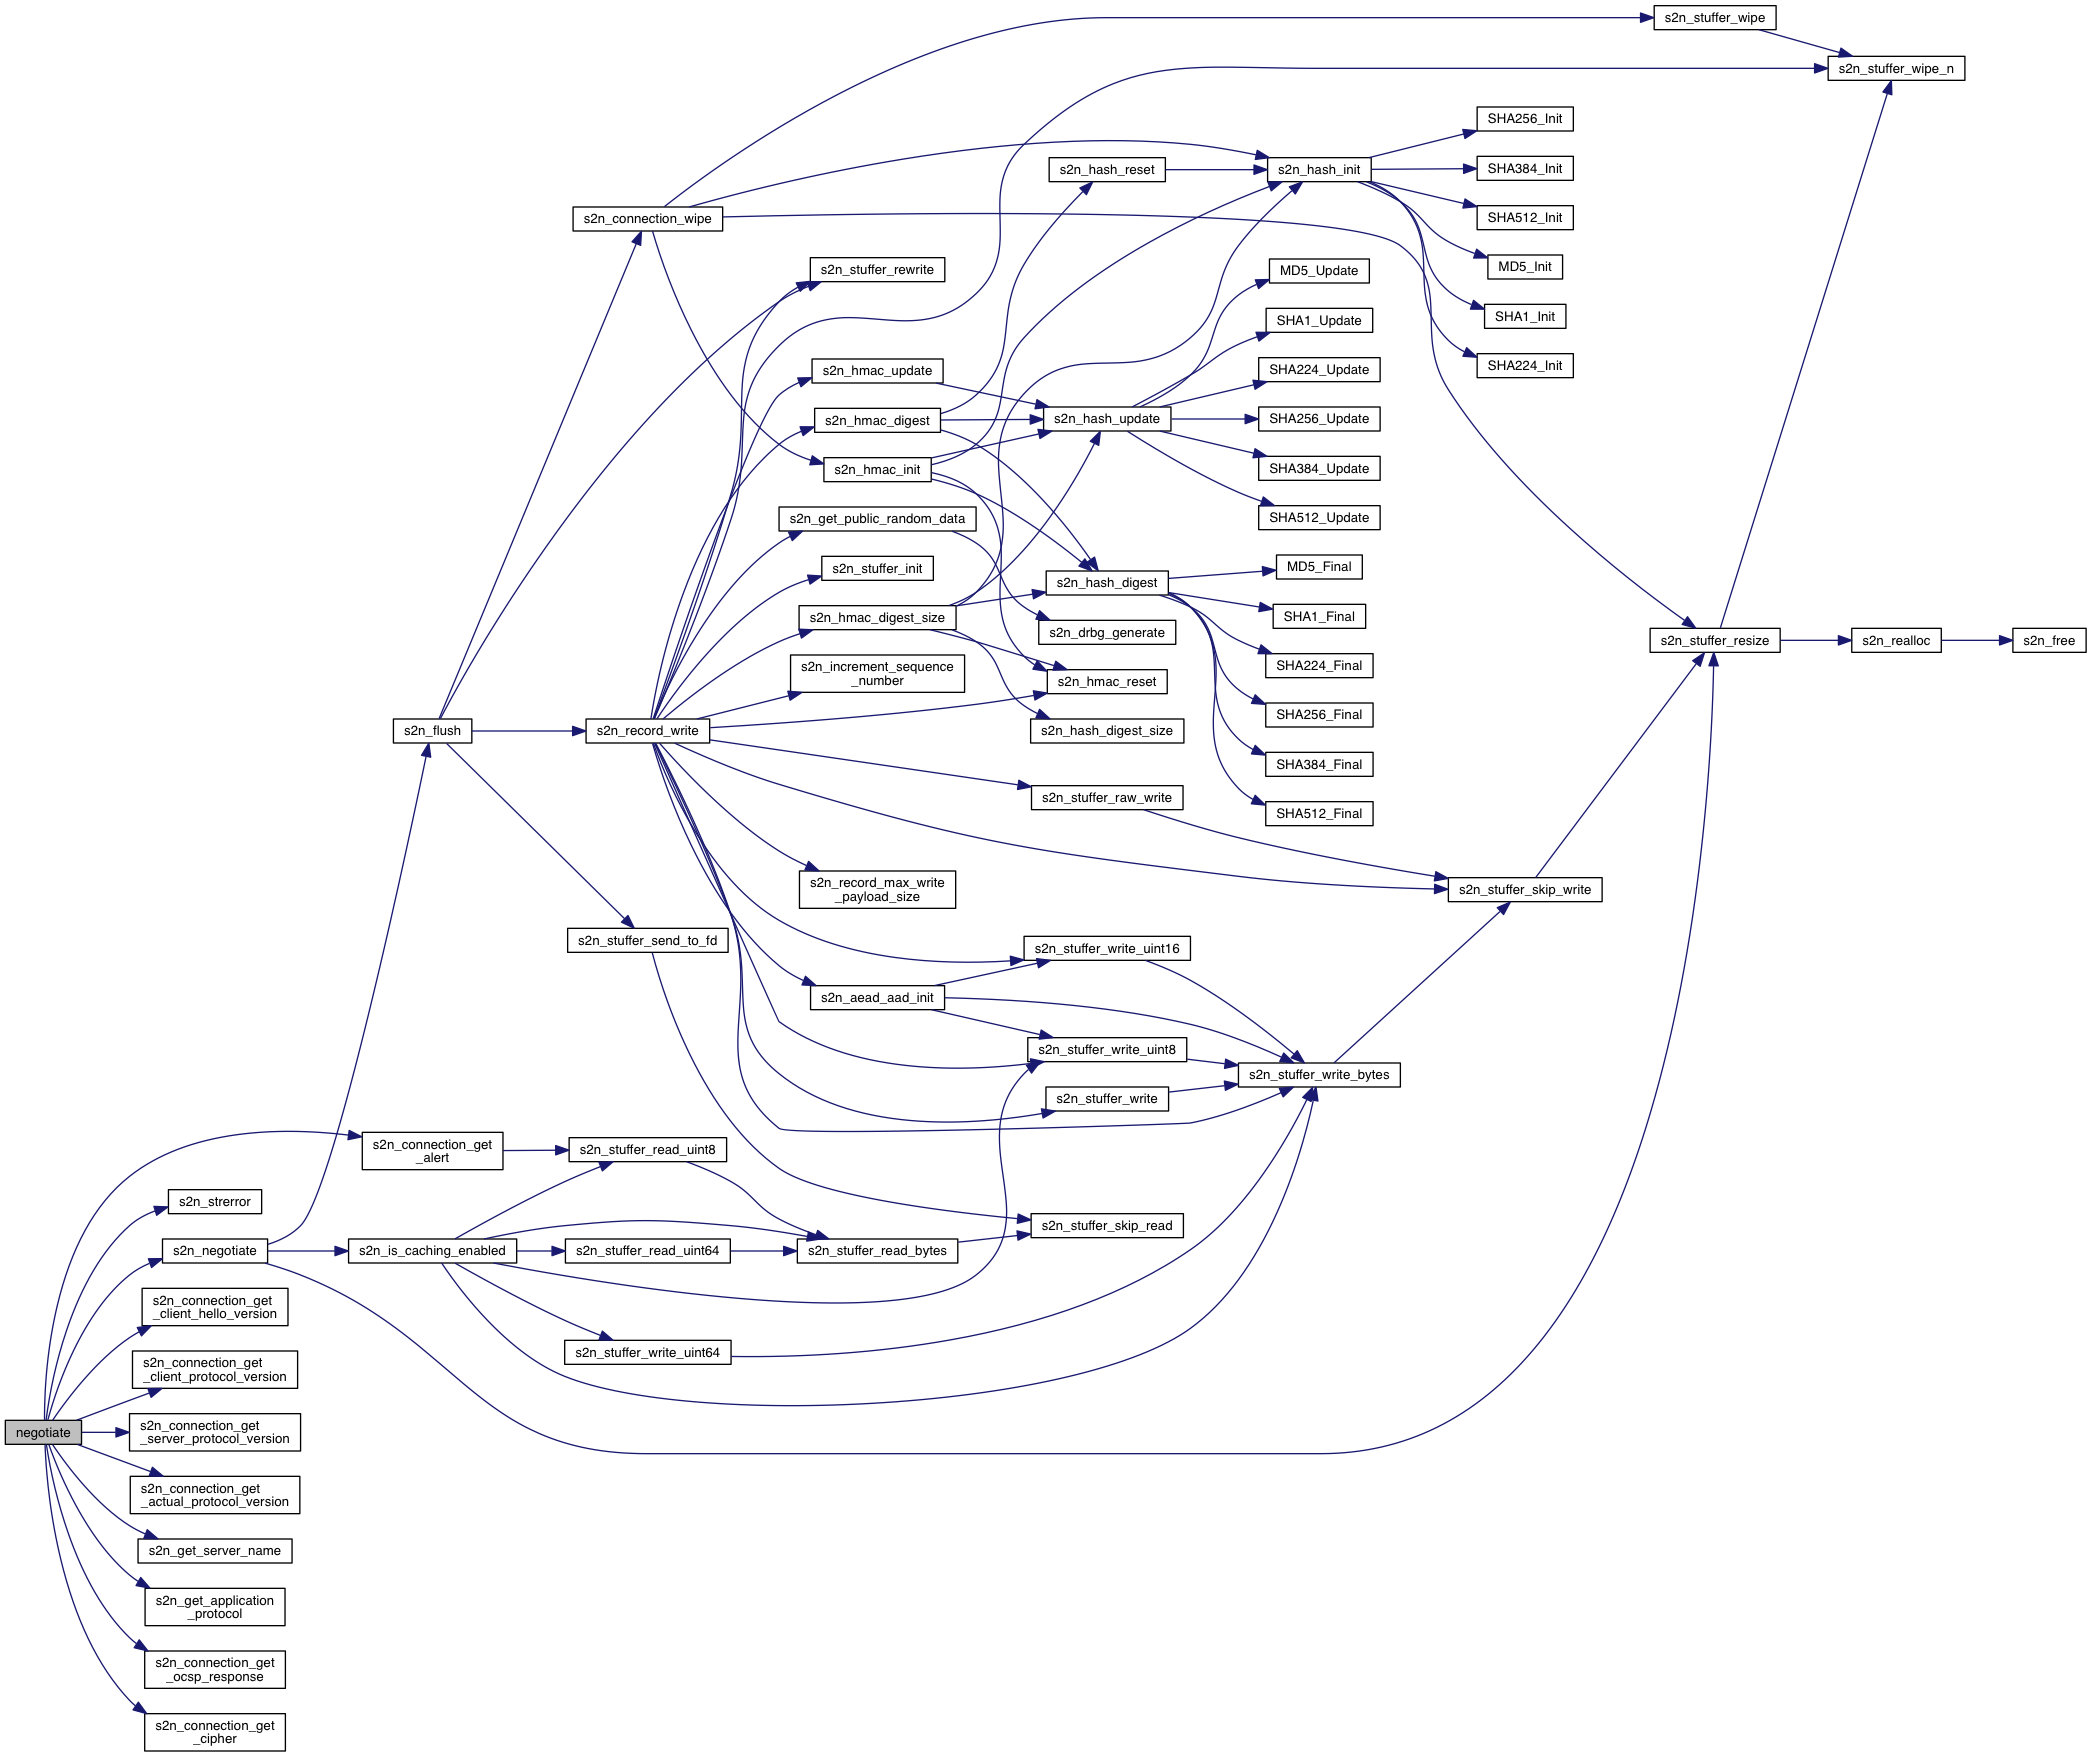 s2n_stuffer_wipe
s2n_stuffer_wipe_n
SHA256_Init
s2n_hash_reset
s2n_hash_init
SHA384_Init
s2n_connection_wipe
SHA512_Init
s2n_stuffer_rewrite
MD5_Update
MD5_Init
SHA1_Update
SHA1_Init
s2n_hmac_update
SHA224_Update
SHA224_Init
s2n_hmac_digest
s2n_hash_update
SHA256_Update
s2n_hmac_init
SHA384_Update
s2n_get_public_random_data
SHA512_Update
s2n_stuffer_init
s2n_hash_digest
MD5_Final
s2n_hmac_digest_size
SHA1_Final
s2n_drbg_generate
s2n_stuffer_resize
s2n_realloc
s2n_free
s2n_increment_sequence
_number
SHA224_Final
s2n_hmac_reset
s2n_flush
s2n_record_write
s2n_hash_digest_size
SHA256_Final
SHA384_Final
s2n_stuffer_raw_write
SHA512_Final
s2n_record_max_write
_payload_size
s2n_stuffer_skip_write
s2n_stuffer_send_to_fd
s2n_stuffer_write_uint16
s2n_aead_aad_init
s2n_stuffer_write_uint8
s2n_stuffer_write_bytes
s2n_stuffer_write
s2n_connection_get
_alert
s2n_stuffer_read_uint8
s2n_strerror
s2n_stuffer_skip_read
s2n_negotiate
s2n_is_caching_enabled
s2n_stuffer_read_uint64
s2n_stuffer_read_bytes
s2n_connection_get
_client_hello_version
s2n_stuffer_write_uint64
s2n_connection_get
_client_protocol_version
negotiate
s2n_connection_get
_server_protocol_version
s2n_connection_get
_actual_protocol_version
s2n_get_server_name
s2n_get_application
_protocol
s2n_connection_get
_ocsp_response
s2n_connection_get
_cipher